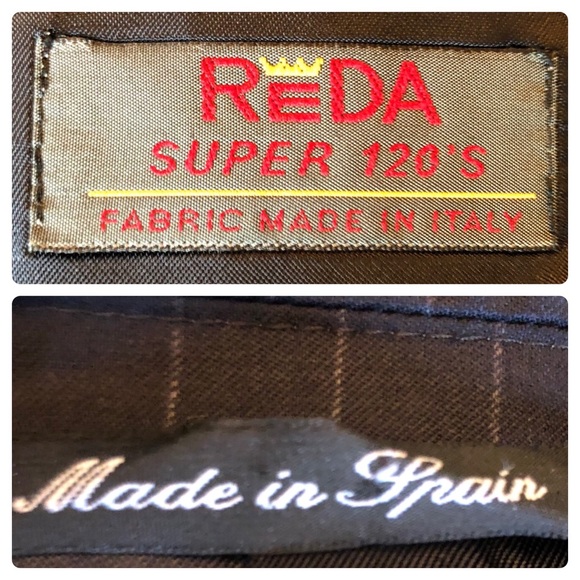 REDA
SUPER 120'S
FABRIC MADE IN ITALY
Made in Spain